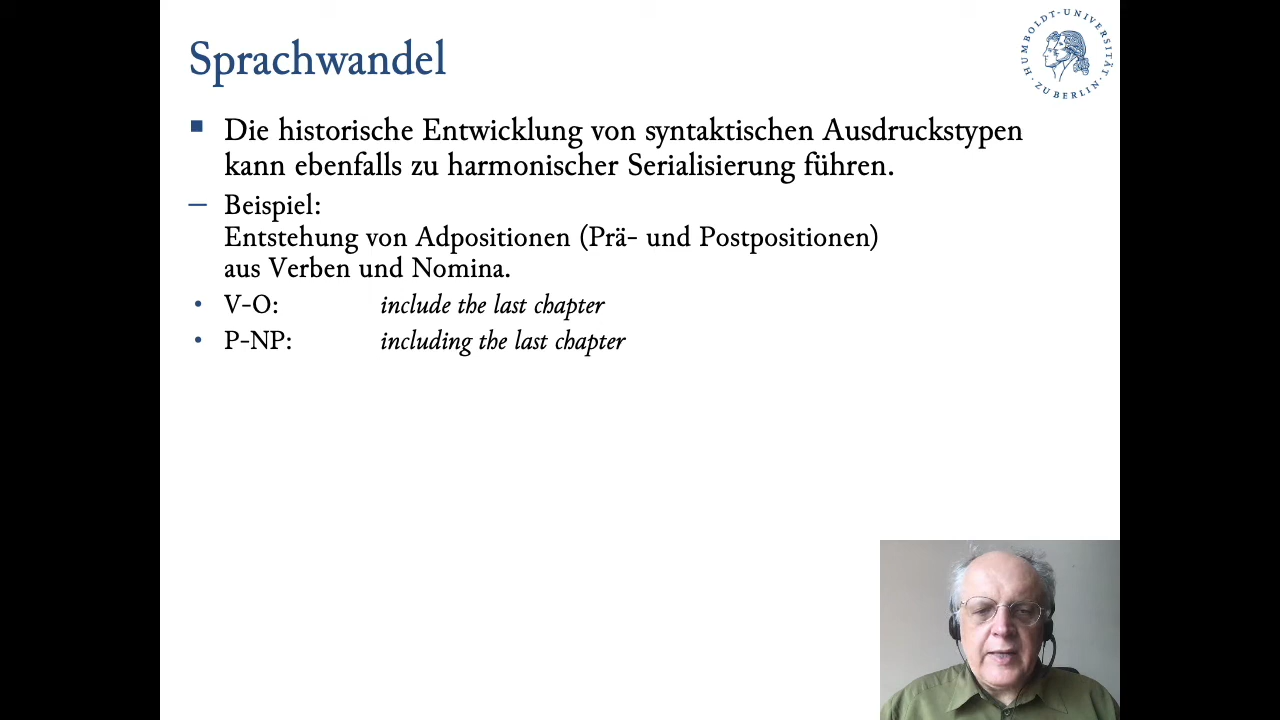 Sprachwandel
HUMBOLDT-UNIVERSITÄT · ZU BERLIN ·
Die historische Entwicklung von syntaktischen Ausdruckstypen
kann ebenfalls zu harmonischer Serialisierung führen.
Beispiel:
Entstehung von Adpositionen (Prä- und Postpositionen)
aus Verben und Nomina.
V-O: include the last chapter
P-NP: including the last chapter